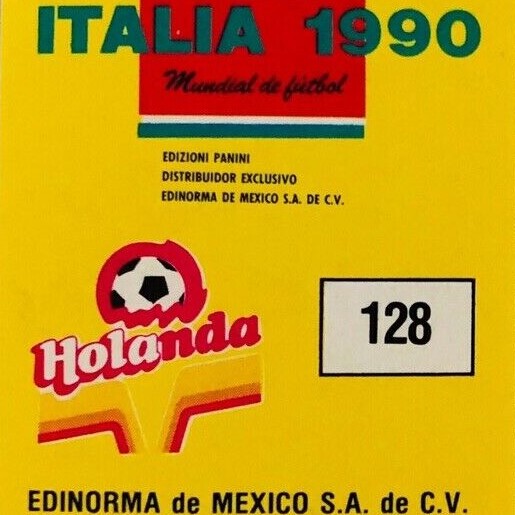 ITALIA 1990
Mundial de fútbol
EDIZIONI PANINI
DISTRIBUIDOR EXCLUSIVO
EDINORMA DE MEXICO S.A. DE C.V.
Holanda
128
EDINORMA de MEXICO S.A. de C.V.